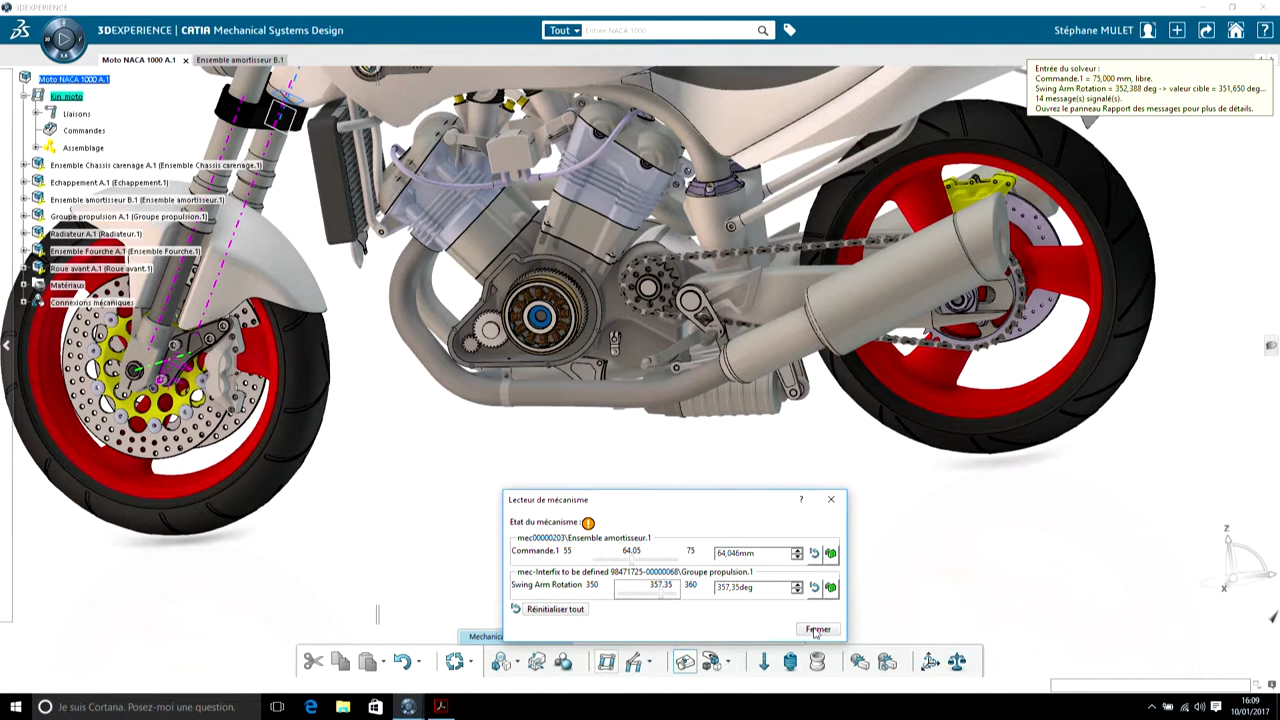 3DEXPERIENCE
3DEXPERIENCE | CATIA Mechanical Systems Design
Tout
Entrée NACA 1000
Stéphane MULET
Moto NACA 1000 A.1
Ensemble amortisseur B.1
Entrée du solveur :
Commande.1 = 75,000 mm, libre.
Swing Arm Rotation = 352,388 deg -> valeur cible = 351,650 deg...
14 message(s) signalé(s).
Ouvrez le panneau Rapport des messages pour plus de détails.
Moto NACA 1000 A.1
Kin_moto
Liaisons
Commandes
Assemblage
Ensemble Chassis carenage A.1 (Ensemble Chassis carenage.1)
Echappement A.1 (Echappement.1)
Ensemble amortisseur B.1 (Ensemble amortisseur.1)
Groupe propulsion A.1 (Groupe propulsion.1)
Radiateur A.1 (Radiateur.1)
Ensemble Fourche A.1 (Ensemble Fourche.1)
Roue avant A.1 (Roue avant.1)
Matériaux
Connexions mécaniques
Lecteur de mécanisme
?
Etat du mécanisme :
mec00000203\Ensemble amortisseur.1
Commande.1 55 64.05 75 64,046mm
mec-Interfix to be defined 98471725-00000068\Groupe propulsion.1
Swing Arm Rotation 350 357.35 360 357,35deg
Réinitialiser tout
Fermer
Mechanica
Z
X
Je suis Cortana. Posez-moi une question.
16:09
10/01/2017